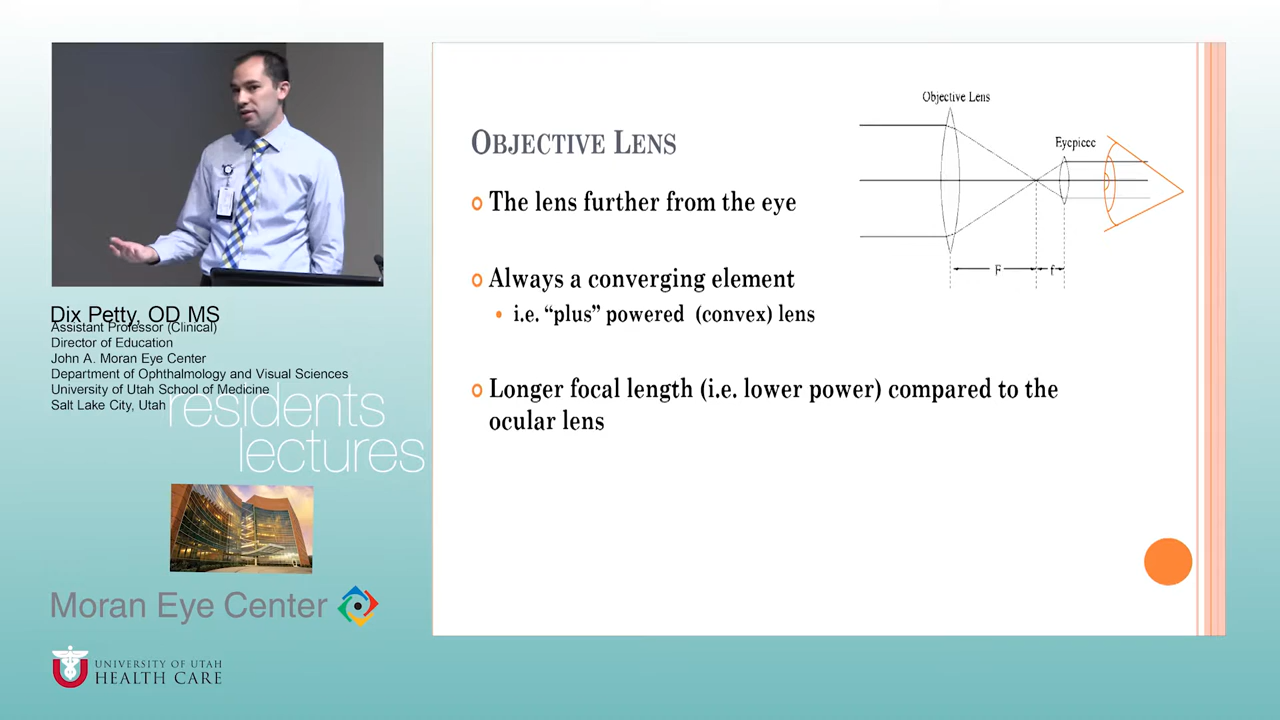 Dix Petty, OD MS
Assistant Professor (Clinical)
Director of Education
John A. Moran Eye Center
Department of Ophthalmology and Visual Sciences
University of Utah School of Medicine
Salt Lake City, Utah
residents
lectures
Moran Eye Center
UNIVERSITY OF UTAH
HEALTH CARE
OBJECTIVE LENS
The lens further from the eye
Always a converging element
i.e. “plus” powered (convex) lens
Longer focal length (i.e. lower power) compared to the
ocular lens
Objective Lens
Eyepiece
F
f